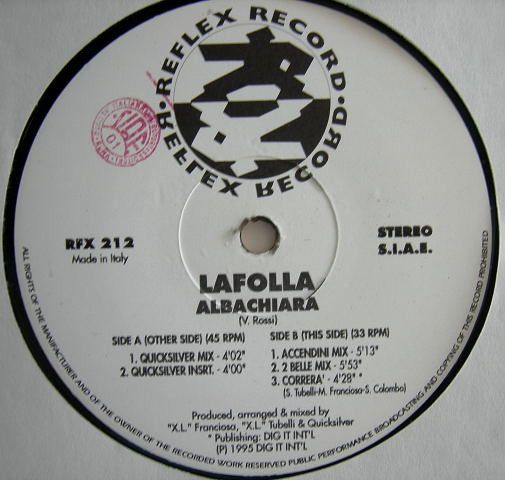 REFLEX RECORD
REFLEX RECORD
RFX 212
Made in Italy
STEREO
S.I.A.E.
LAFOLLA
ALBACHIARA
(V. Rossi)
SIDE A (OTHER SIDE) (45 RPM)
1. QUICKSILVER MIX - 4'02"
2. QUICKSILVER INSRT. - 4'00"
SIDE B (THIS SIDE) (33 RPM)
1. ACCENDINI MIX - 5'13"
2. 2 BELLE MIX - 5'53"
3. CORRERA' - 4'28" *
(S. Tubelli-M. Franciosa-S. Colombo)
Produced, arranged & mixed by
"X.L." Franciosa, "X.L." Tubelli & Quicksilver
* Publishing: DIG IT INT'L
(P) 1995 DIG IT INT'L
ALL RIGHTS OF THE MANUFACTURER AND OF THE OWNER OF THE RECORDED WORK RESERVED PUBLIC PERFORMANCE BROADCASTING AND COPYING OF THIS RECORD PROHIBITED